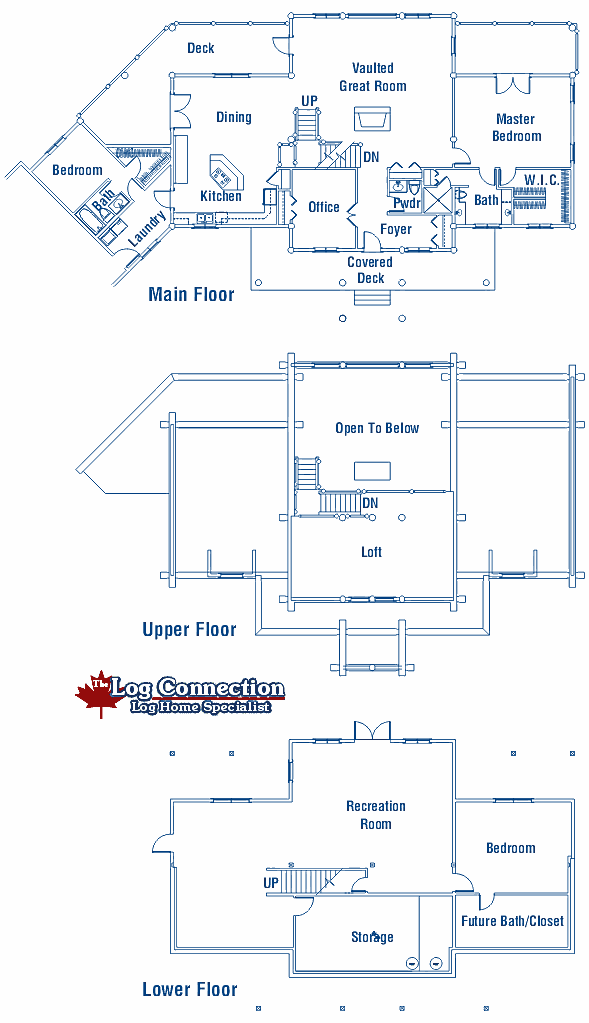 Deck
Vaulted
Great Room
UP
Dining
Master
Bedroom
DN
Bedroom
Kitchen
W.I.C.
Bath
Office
Pwdr
Bath
Laundry
Foyer
Covered
Deck
Main Floor
Open To Below
DN
Loft
Upper Floor
The
Log Connection
Log Home Specialist
Recreation
Room
Bedroom
UP
Future Bath/Closet
Storage
Lower Floor